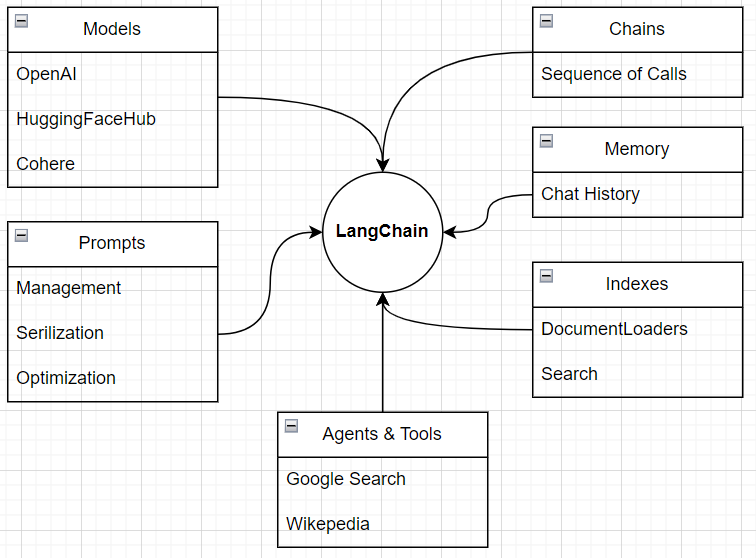 Models
OpenAI
HuggingFaceHub
Cohere
Prompts
Management
Serilization
Optimization
LangChain
Chains
Sequence of Calls
Memory
Chat History
Indexes
DocumentLoaders
Search
Agents & Tools
Google Search
Wikepedia